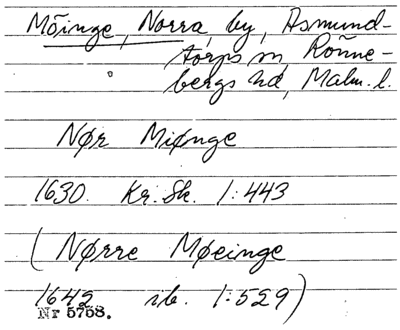 Möinge, Norra, by, Asmund-
torps sn, Rönne-
bergs hd, Malm. l.
Nør Miønge
1630. Kr. Sk. 1:443
(Nørre Møeinge
1642 ib. 1:529)
Nr 5758.